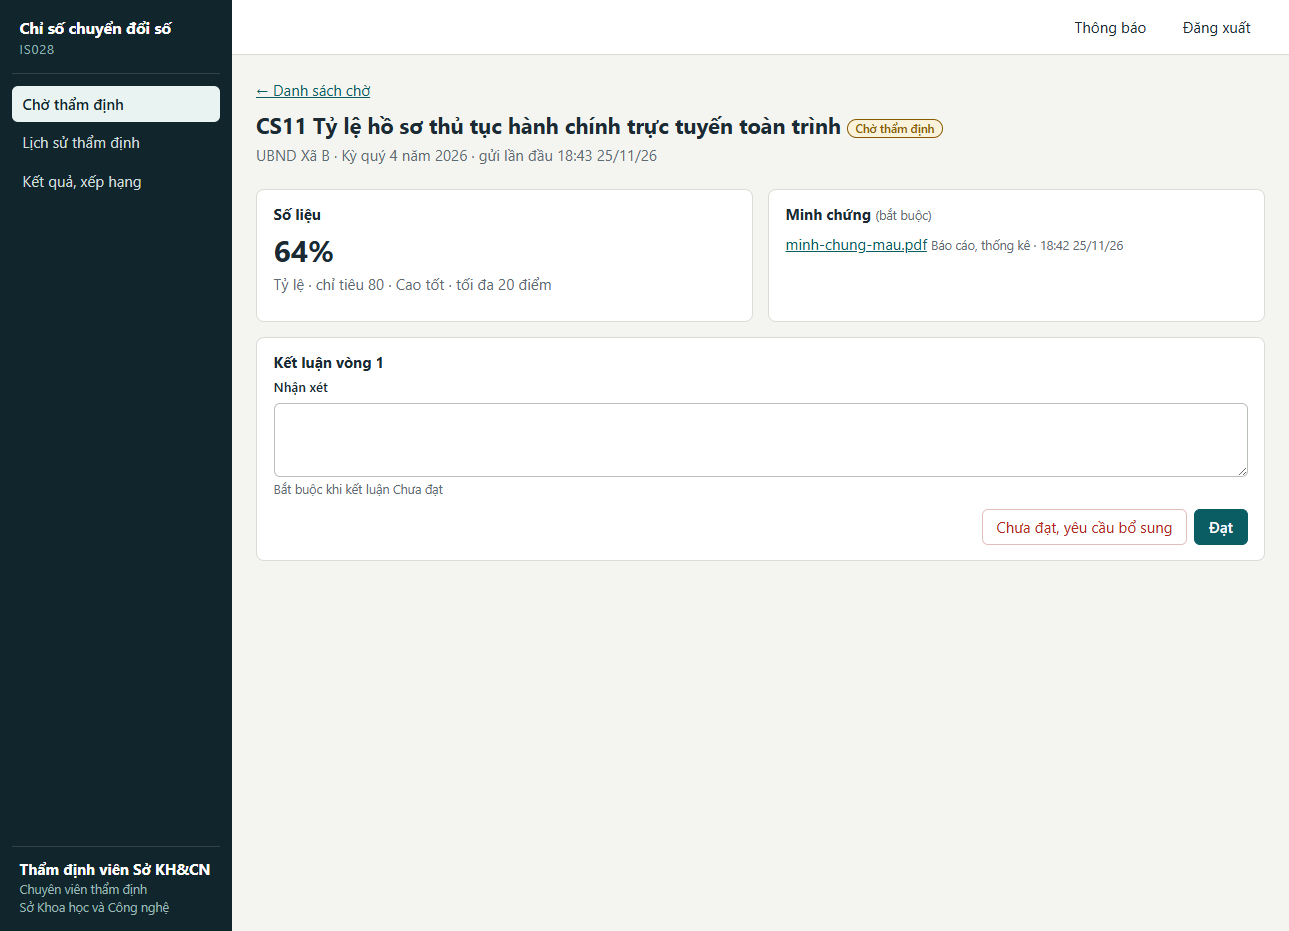 Chỉ số chuyển đổi số
IS028
Chờ thẩm định
Lịch sử thẩm định
Kết quả, xếp hạng
Thẩm định viên Sở KH&CN
Chuyên viên thẩm định
Sở Khoa học và Công nghệ
Thông báo
Đăng xuất
← Danh sách chờ
CS11 Tỷ lệ hồ sơ thủ tục hành chính trực tuyến toàn trình Chờ thẩm định
UBND Xã B · Kỳ quý 4 năm 2026 · gửi lần đầu 18:43 25/11/26
Số liệu
64%
Tỷ lệ · chỉ tiêu 80 · Cao tốt · tối đa 20 điểm
Minh chứng (bắt buộc)
minh-chung-mau.pdf Báo cáo, thống kê · 18:42 25/11/26
Kết luận vòng 1
Nhận xét
Bắt buộc khi kết luận Chưa đạt
Chưa đạt, yêu cầu bổ sung
Đạt